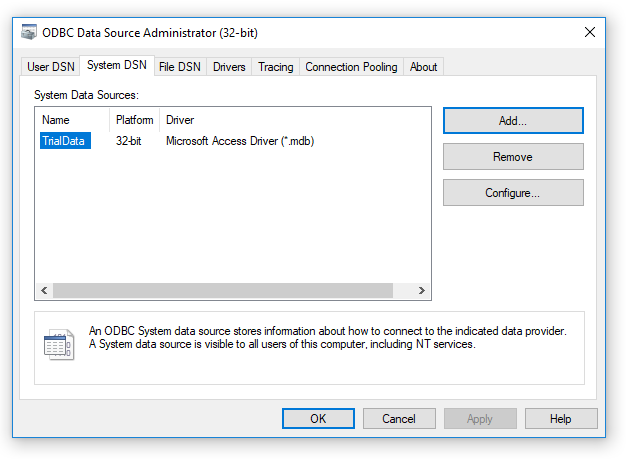 ODBC Data Source Administrator (32-bit)
User DSN System DSN File DSN Drivers Tracing Connection Pooling About
System Data Sources:
Name Platform Driver
TrialData 32-bit Microsoft Access Driver (*.mdb)
Add...
Remove
Configure...
An ODBC System data source stores information about how to connect to the indicated data provider.
A System data source is visible to all users of this computer, including NT services.
OK Cancel Apply Help